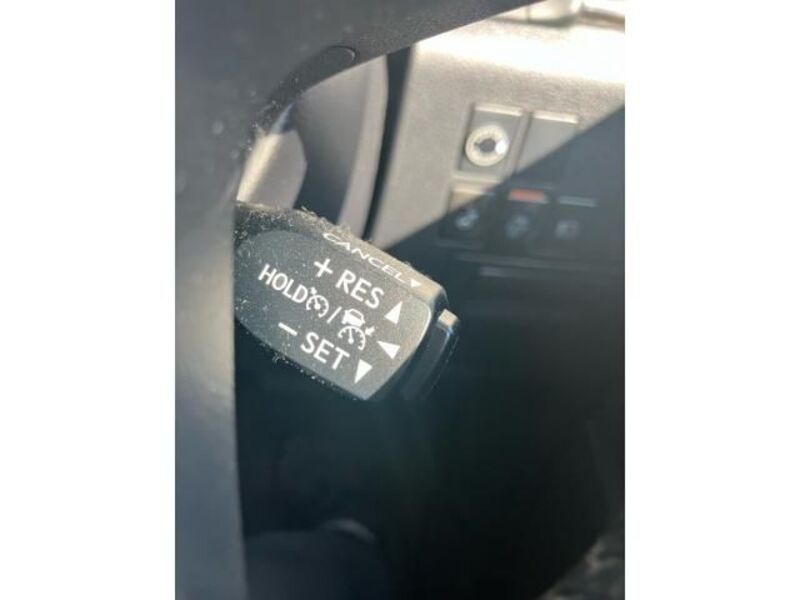 CANCEL ▼
+ RES ▲
HOLD / ◀
− SET ▼